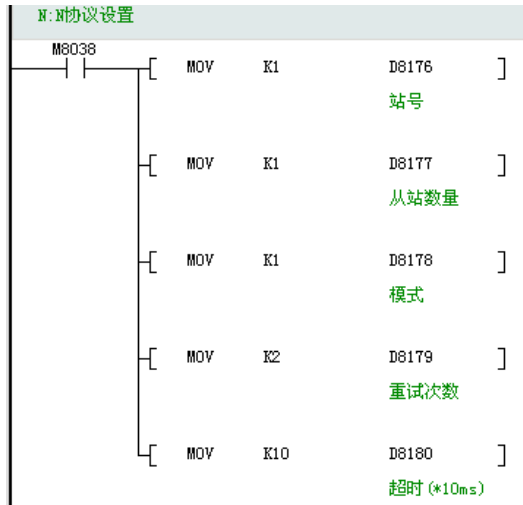 N:N协议设置
M8038
MOV K1 D8176
站号
MOV K1 D8177
从站数量
MOV K1 D8178
模式
MOV K2 D8179
重试次数
MOV K10 D8180
超时(*10ms)